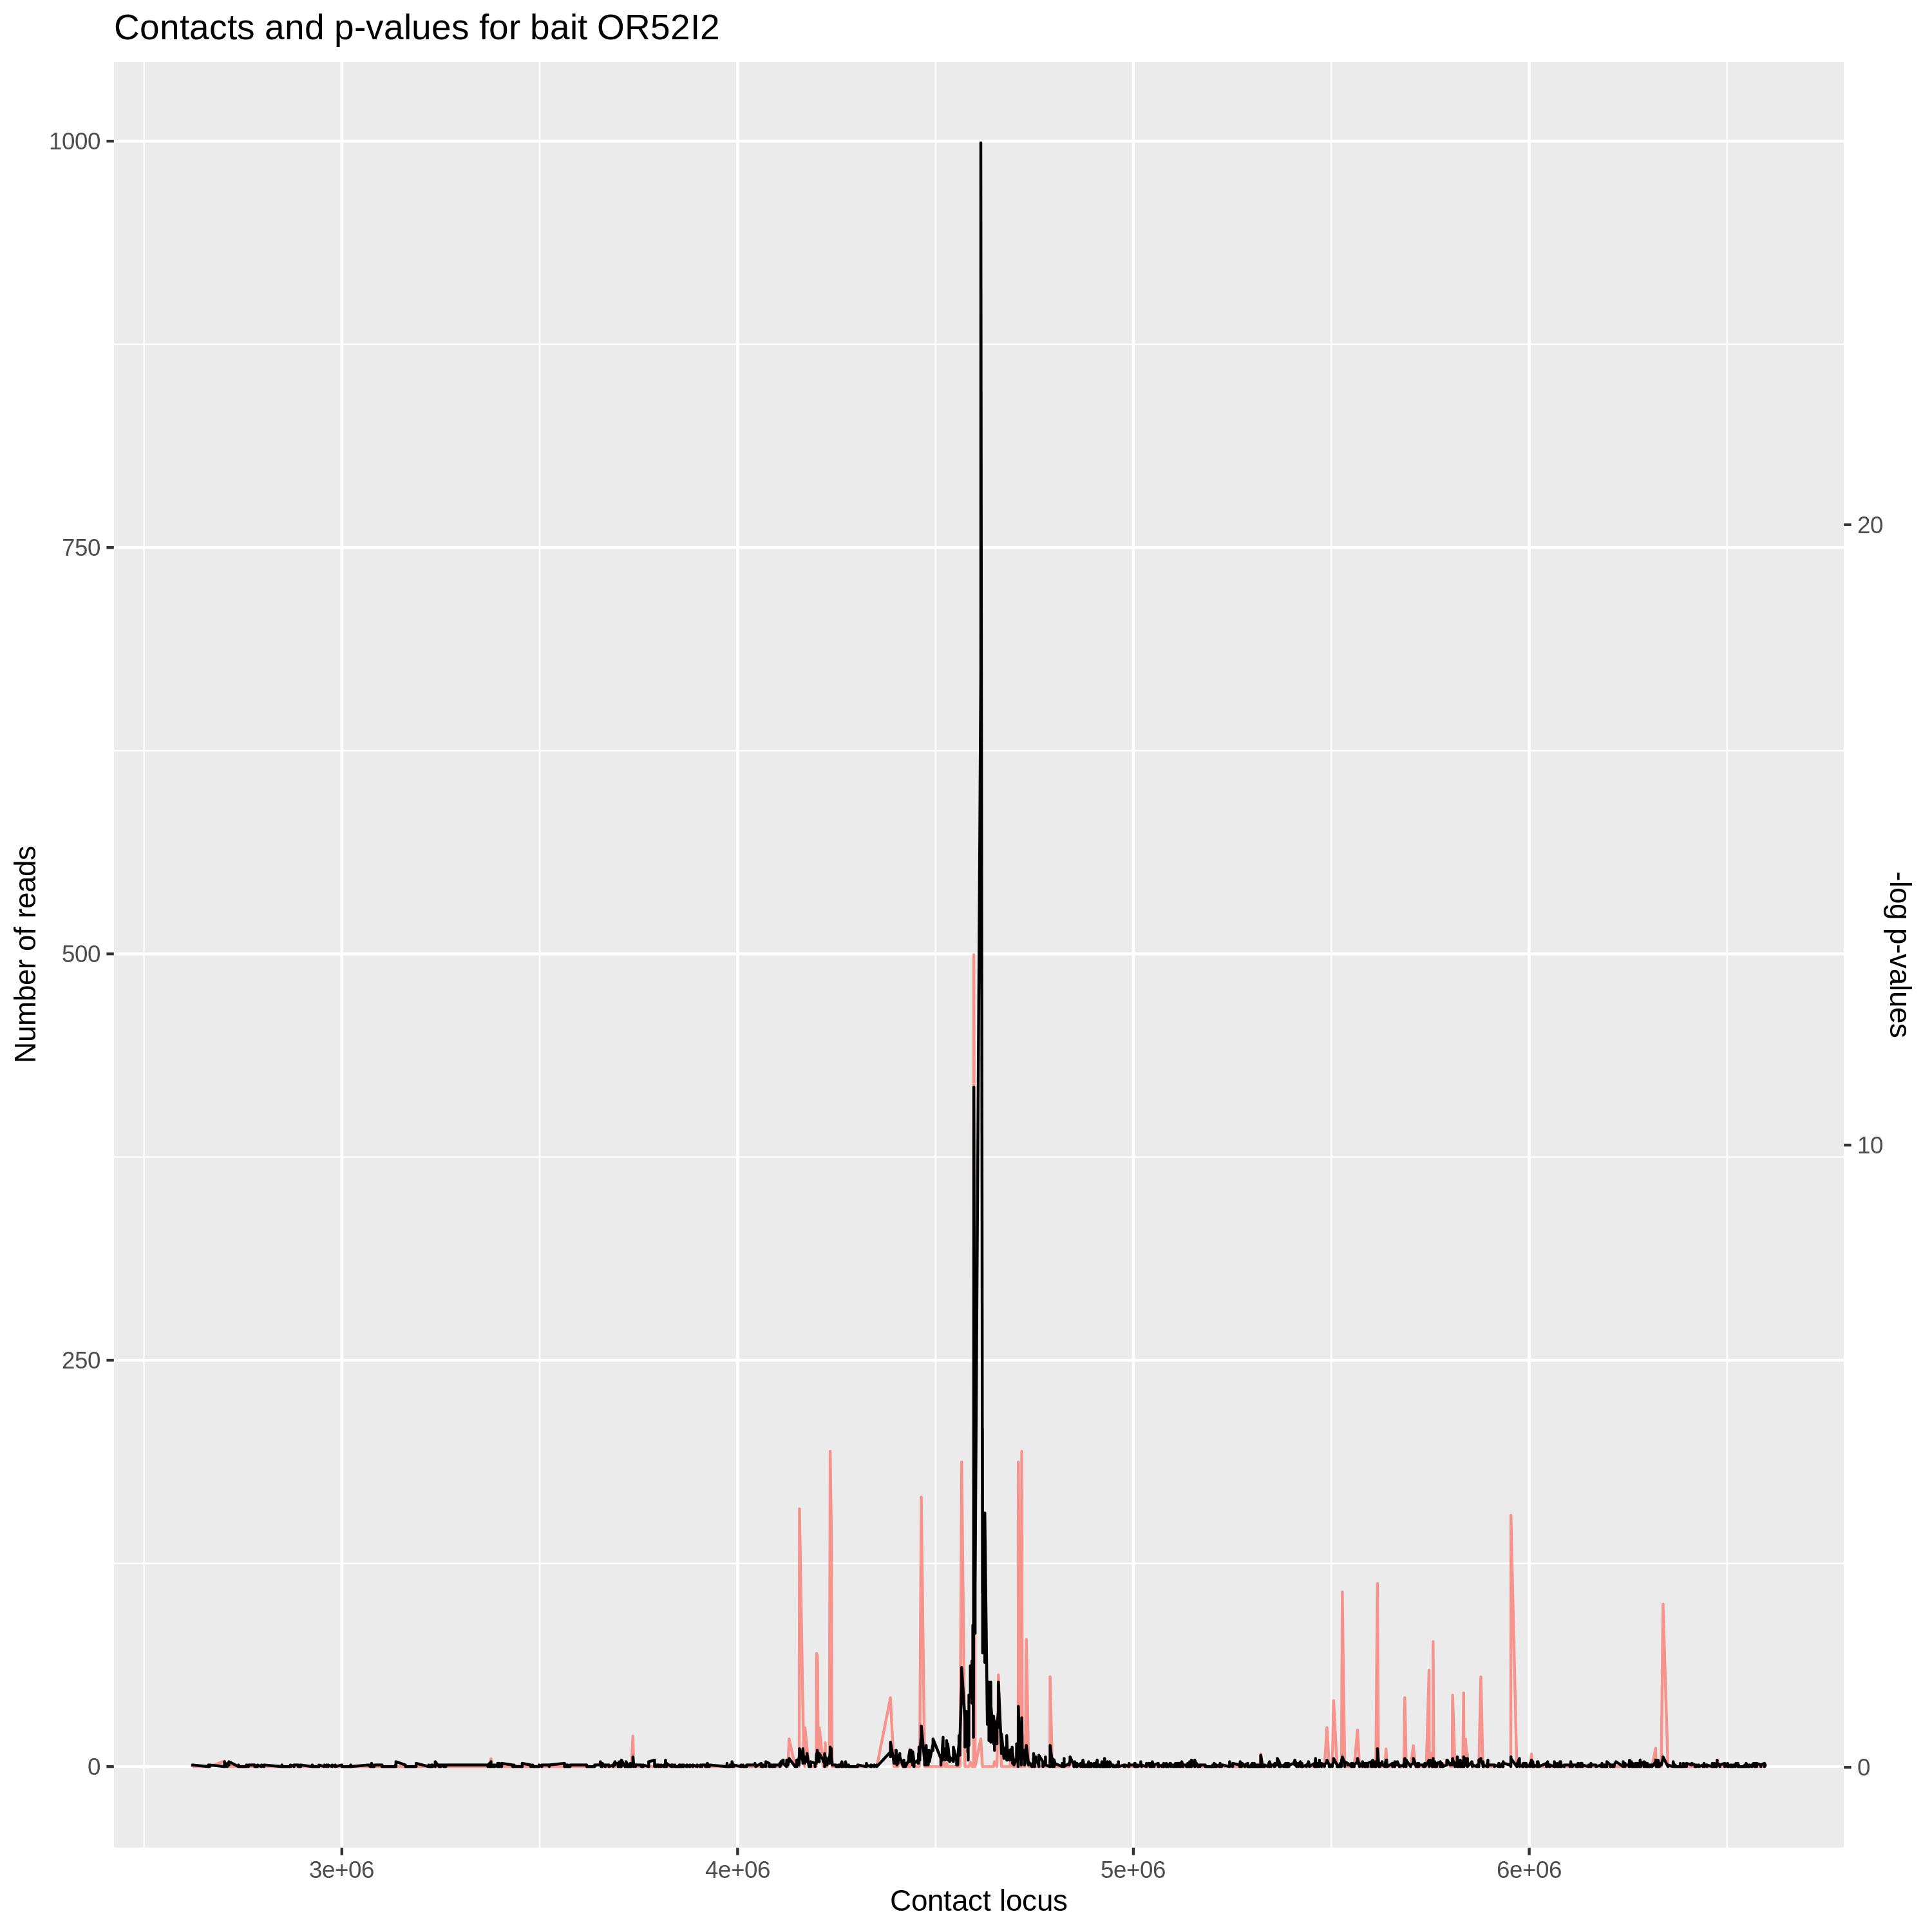 Contacts and p-values for bait OR52I2
1000
750
500
250
0
Number of reads
20
10
0
-log p-values
3e+06
4e+06
5e+06
6e+06
Contact locus